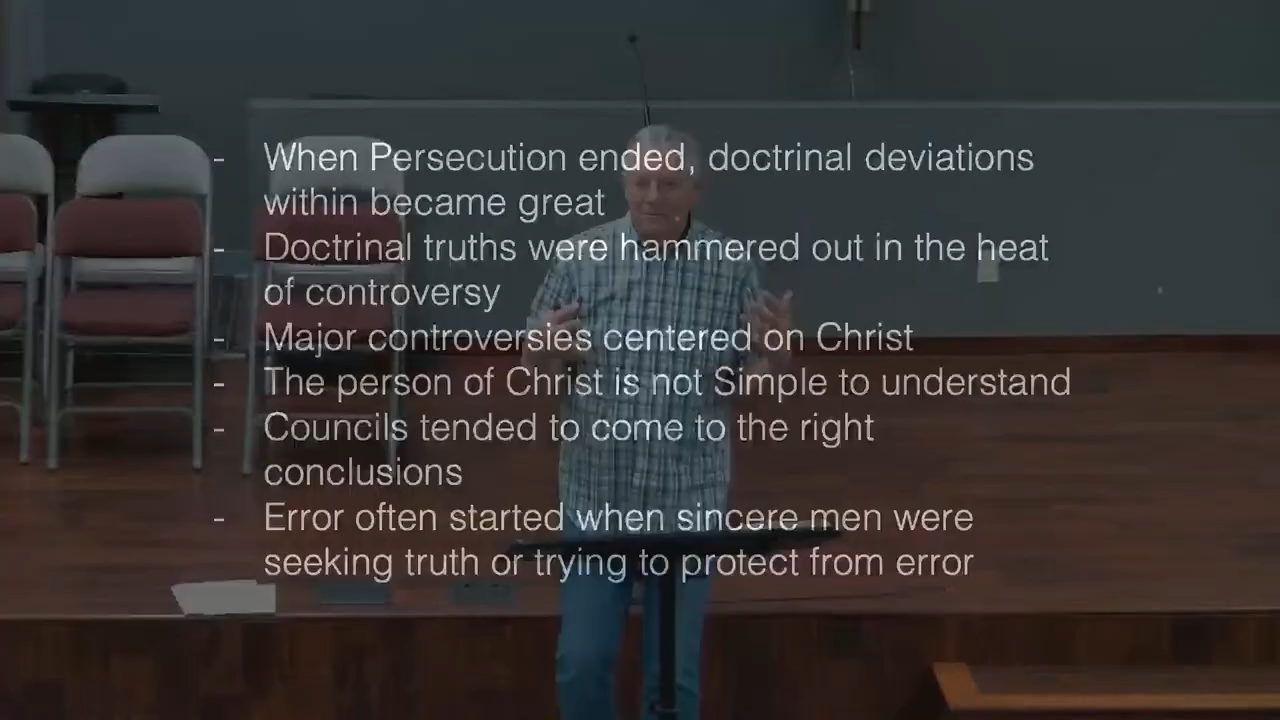 - When Persecution ended, doctrinal deviations
within became great
- Doctrinal truths were hammered out in the heat
of controversy
- Major controversies centered on Christ
- The person of Christ is not Simple to understand
- Councils tended to come to the right
conclusions
- Error often started when sincere men were
seeking truth or trying to protect from error